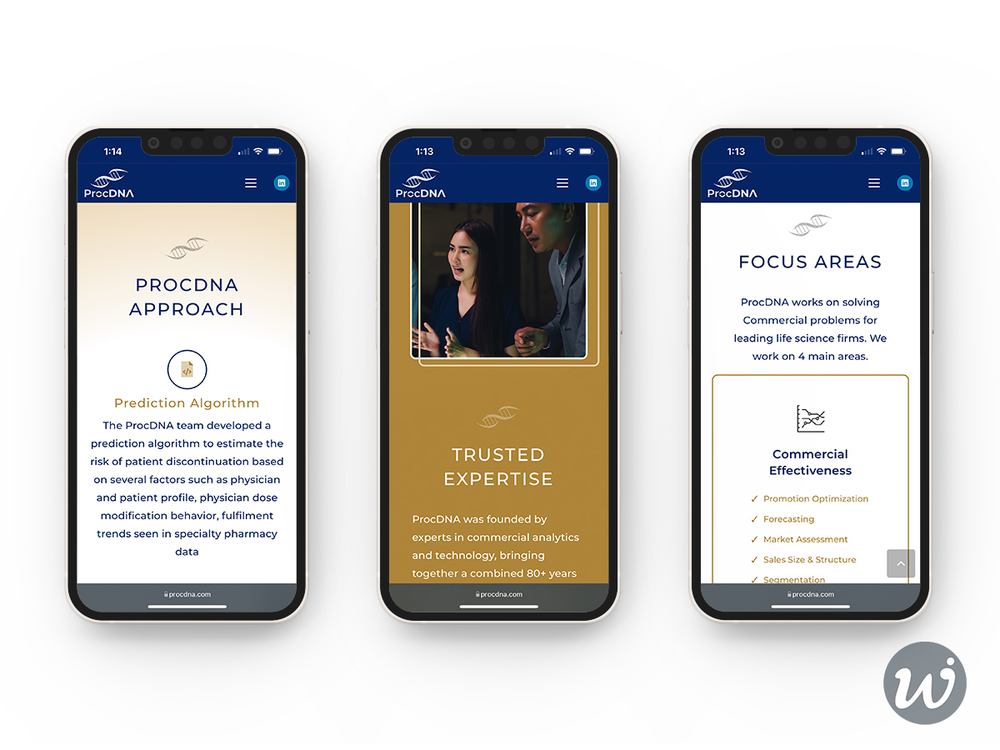 1:14
ProcDNA
in
PROCDNA
APPROACH
</>
Prediction Algorithm
The ProcDNA team developed a
prediction algorithm to estimate the
risk of patient discontinuation based
on several factors such as physician
and patient profile, physician dose
modification behavior, fulfilment
trends seen in specialty pharmacy
data
procdna.com
1:13
ProcDNA
in
TRUSTED
EXPERTISE
ProcDNA was founded by
experts in commercial analytics
and technology, bringing
together a combined 80+ years
procdna.com
1:13
ProcDNA
in
FOCUS AREAS
ProcDNA works on solving
Commercial problems for
leading life science firms. We
work on 4 main areas.
Commercial
Effectiveness
✓ Promotion Optimization
✓ Forecasting
✓ Market Assessment
✓ Sales Size & Structure
✓ Segmentation
procdna.com
w